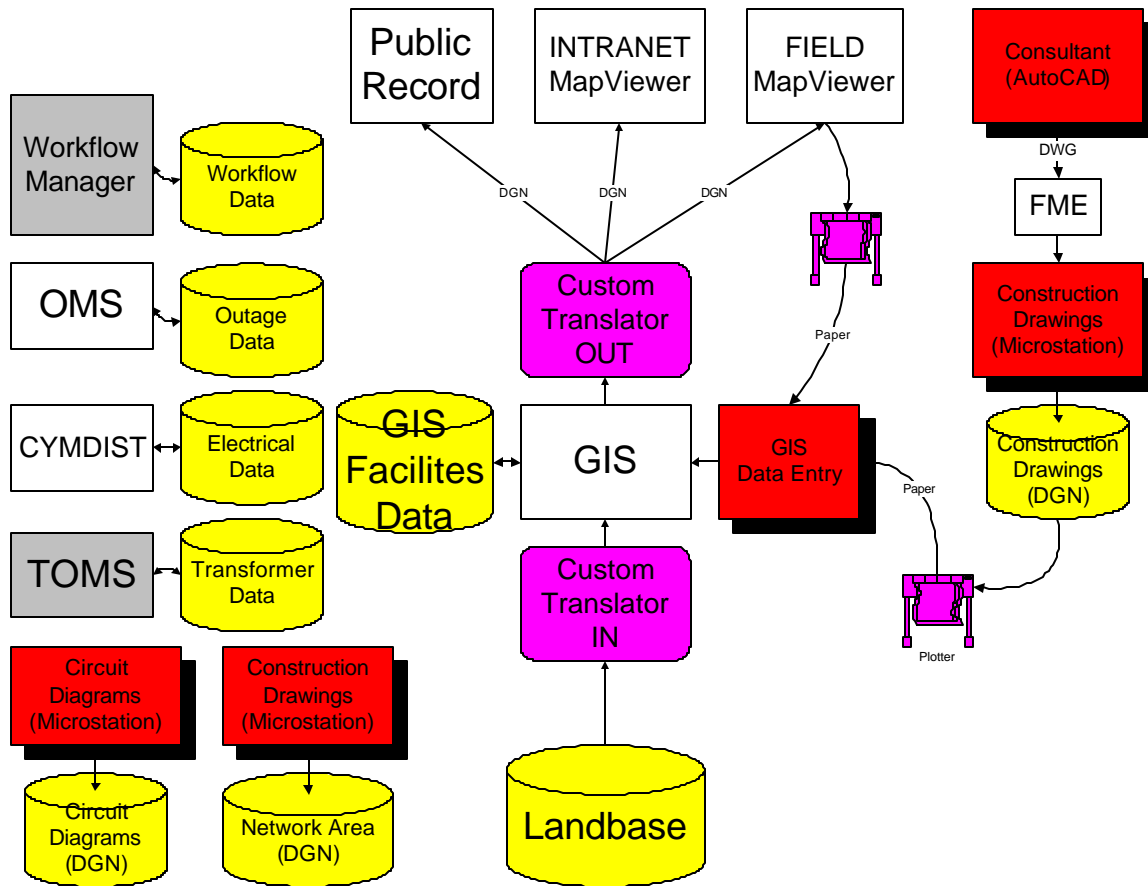 Public
Record
INTRANET
MapViewer
FIELD
MapViewer
Consultant
(AutoCAD)
Workflow
Manager
Workflow
Data
DGN
DGN
DGN
DWG
FME
OMS
Outage
Data
Custom
Translator
OUT
Paper
Construction
Drawings
(Microstation)
CYMDIST
Electrical
Data
GIS
Facilites
Data
GIS
GIS
Data Entry
Paper
Construction
Drawings
(DGN)
TOMS
Transformer
Data
Custom
Translator
IN
Plotter
Circuit
Diagrams
(Microstation)
Construction
Drawings
(Microstation)
Circuit
Diagrams
(DGN)
Network Area
(DGN)
Landbase